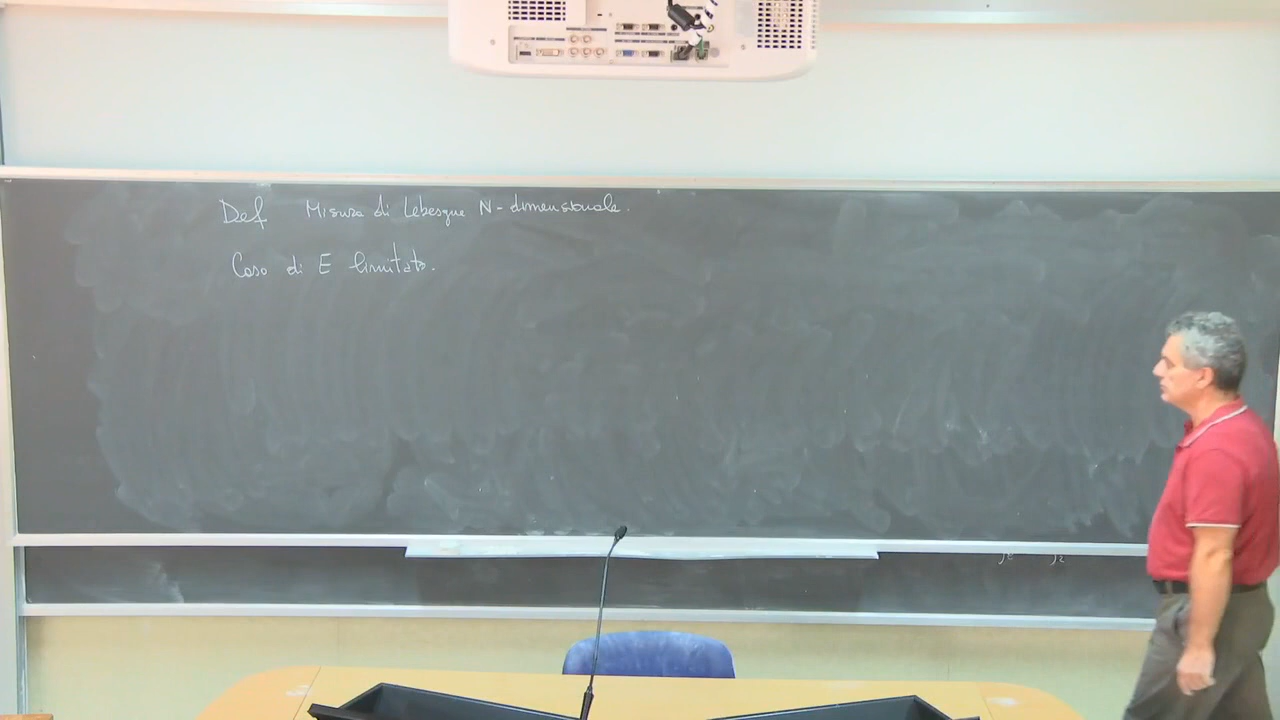 Def Misura di Lebesgue N-dimensionale.
Caso di E limitato.